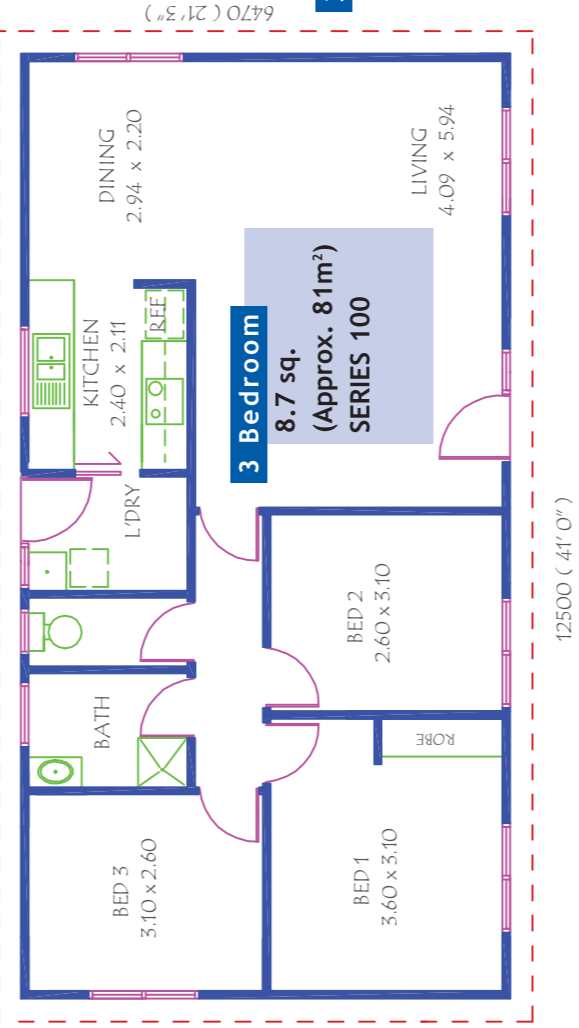 6470 ( 21'3" )
DINING
2.94 x 2.20
LIVING
4.09 x 5.94
KITCHEN
2.40 x 2.11
REF
3 Bedroom
8.7 sq.
(Approx. 81m²)
SERIES 100
L'DRY
BATH
BED 2
2.60 x 3.10
ROBE
BED 3
3.10 x 2.60
BED 1
3.60 x 3.10
12500 ( 41' 0" )